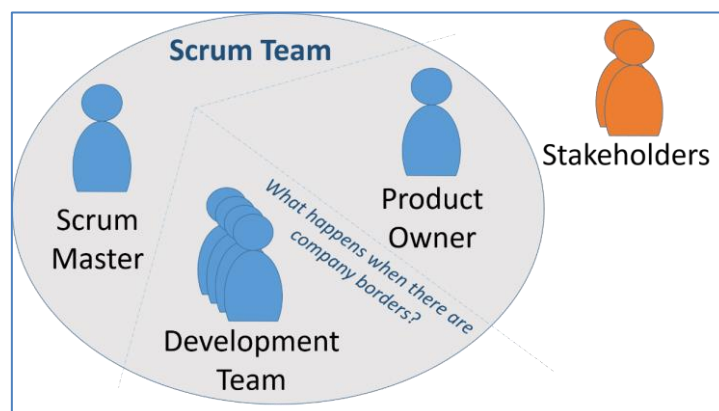 Scrum Team
Scrum
Master
Product
Owner
Stakeholders
What happens when there are
company borders?
Development
Team